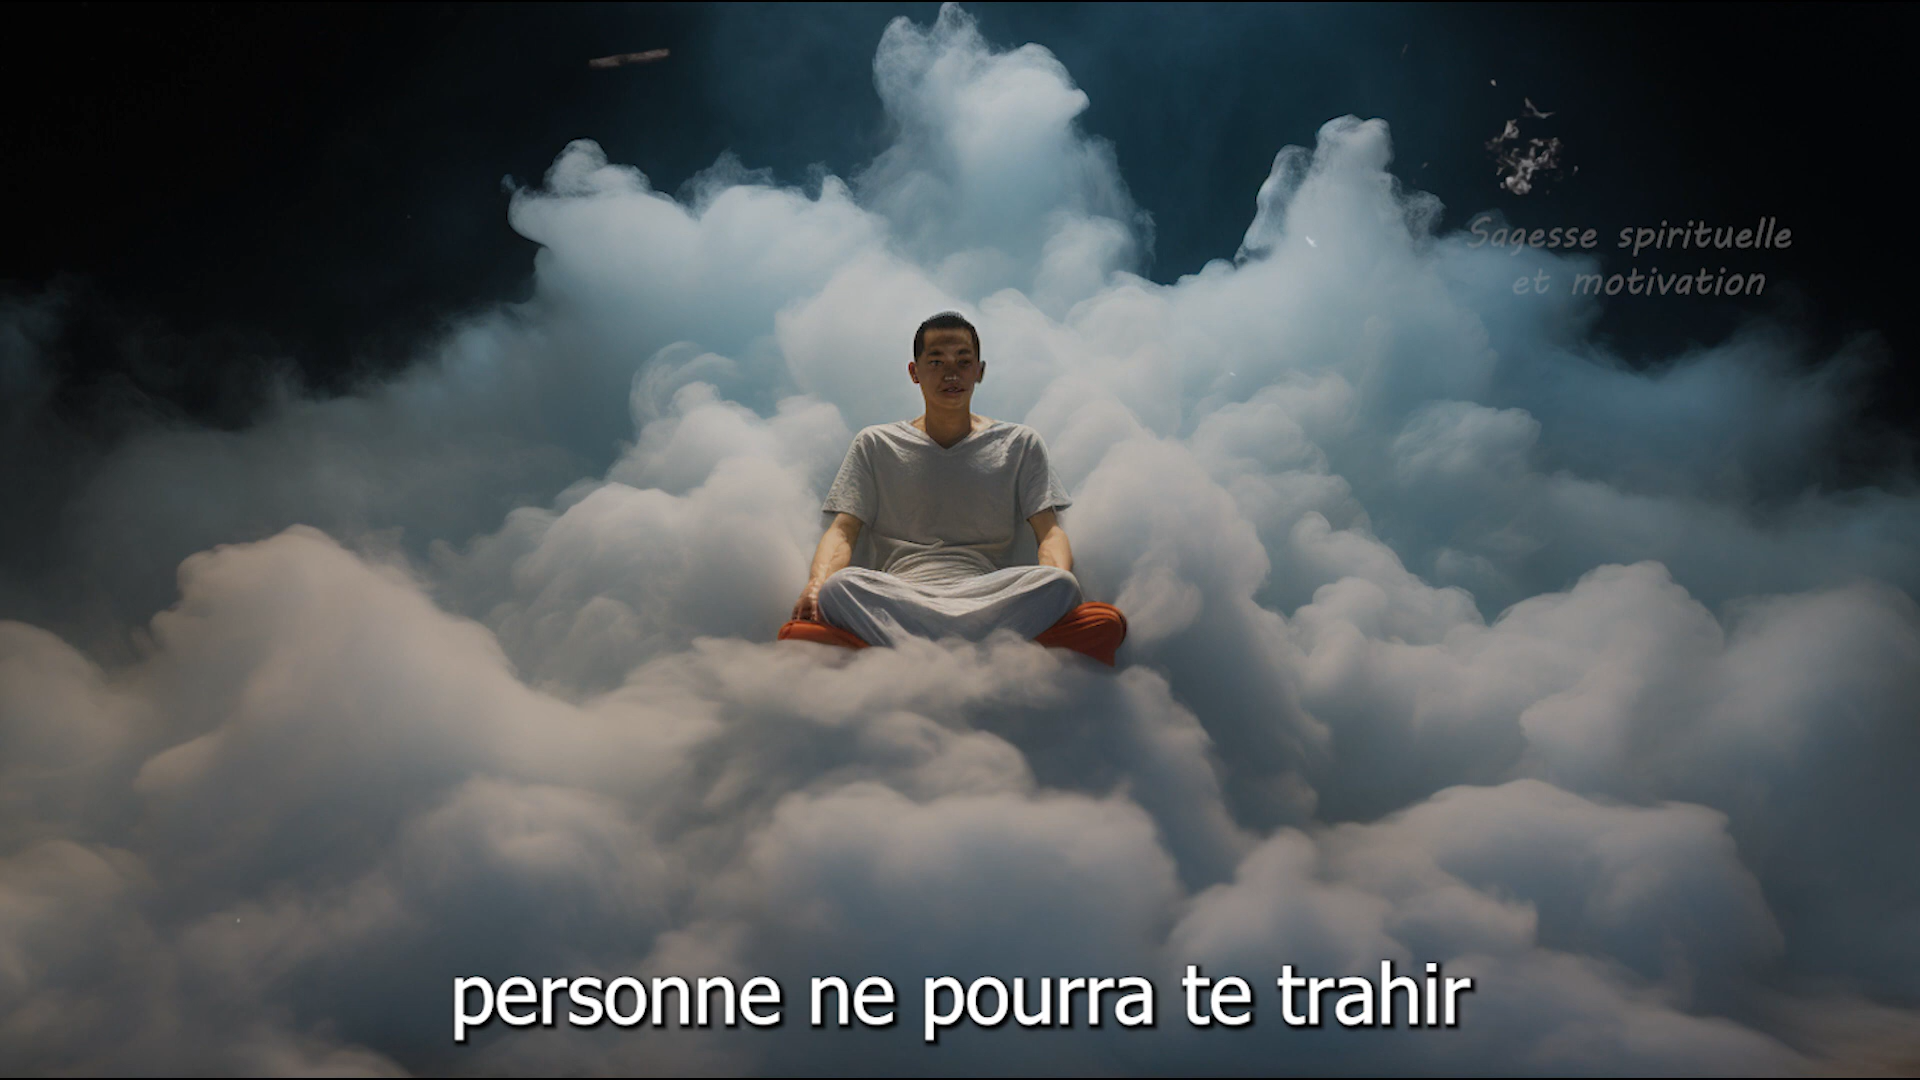 Sagesse spirituelle
et motivation
personne ne pourra te trahir